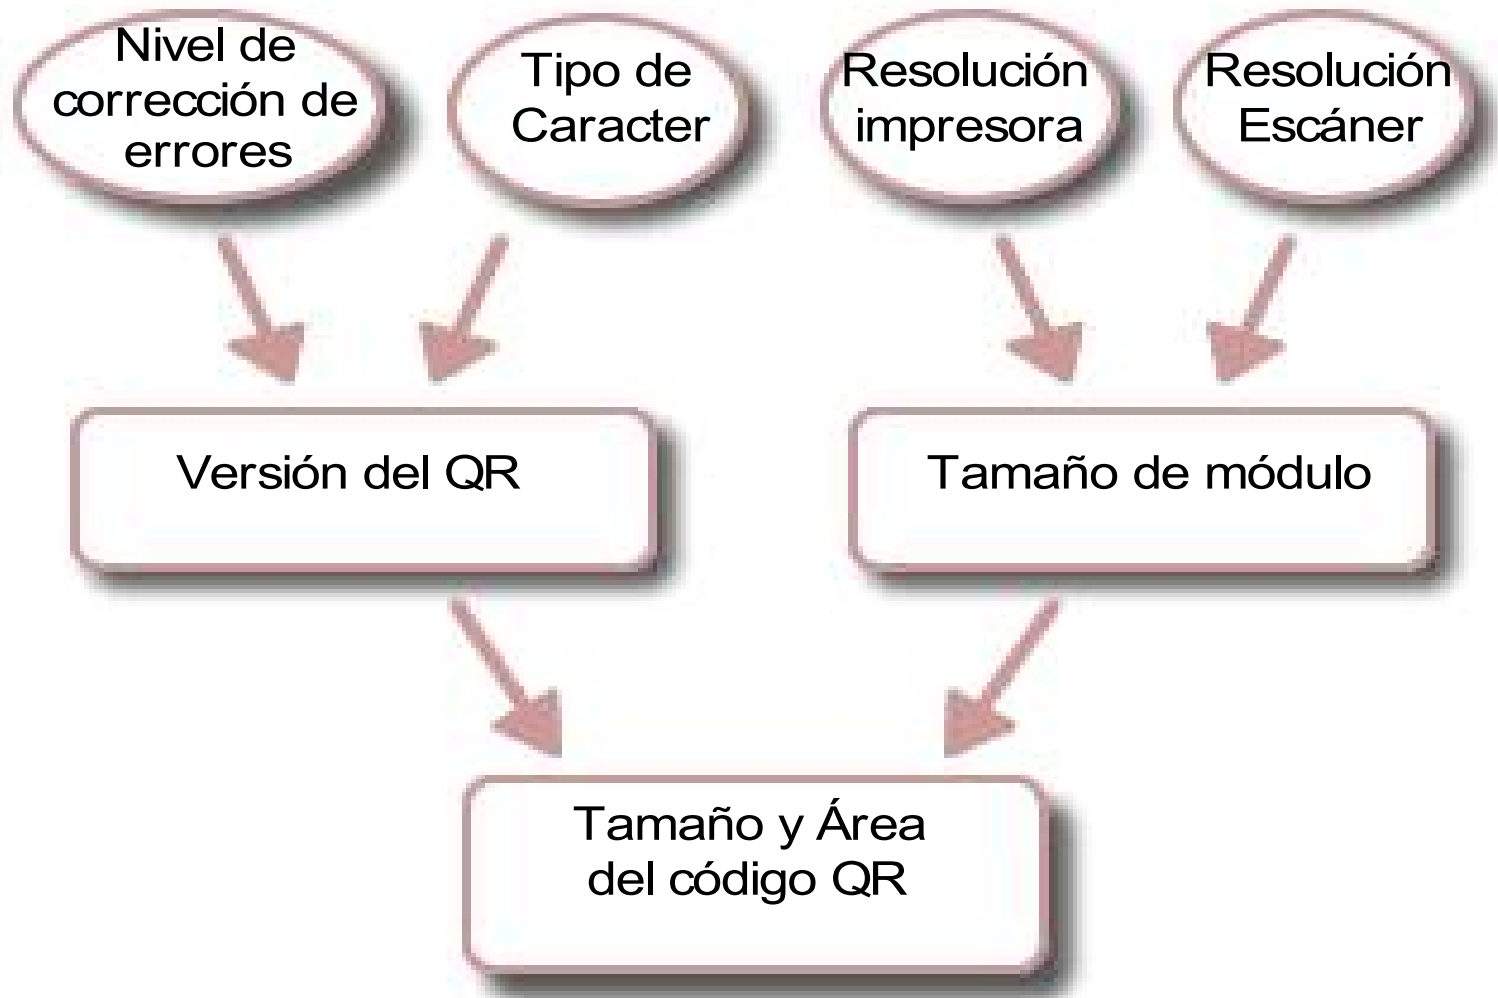 Nivel de
corrección de
errores
Tipo de
Caracter
Resolución
impresora
Resolución
Escáner
Versión del QR
Tamaño de módulo
Tamaño y Área
del código QR